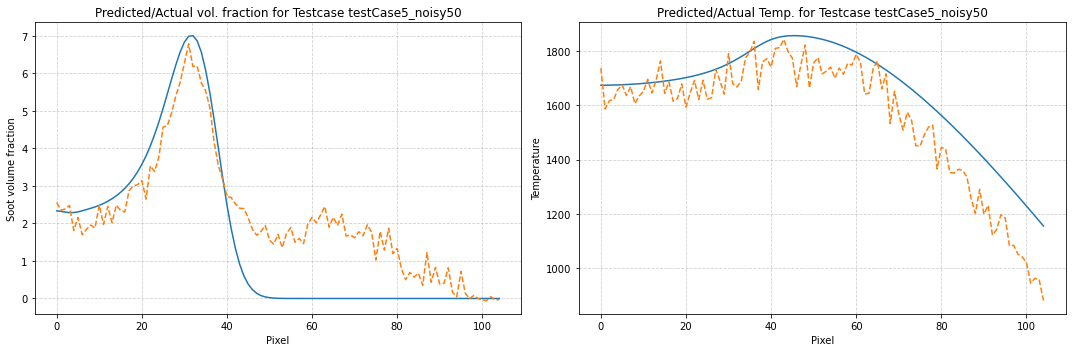 Predicted/Actual vol. fraction for Testcase testCase5_noisy50
7
6
5
4
3
2
1
0
Soot volume fraction
0 20 40 60 80 100
Pixel
Predicted/Actual Temp. for Testcase testCase5_noisy50
1800
1600
1400
1200
1000
Temperature
0 20 40 60 80 100
Pixel